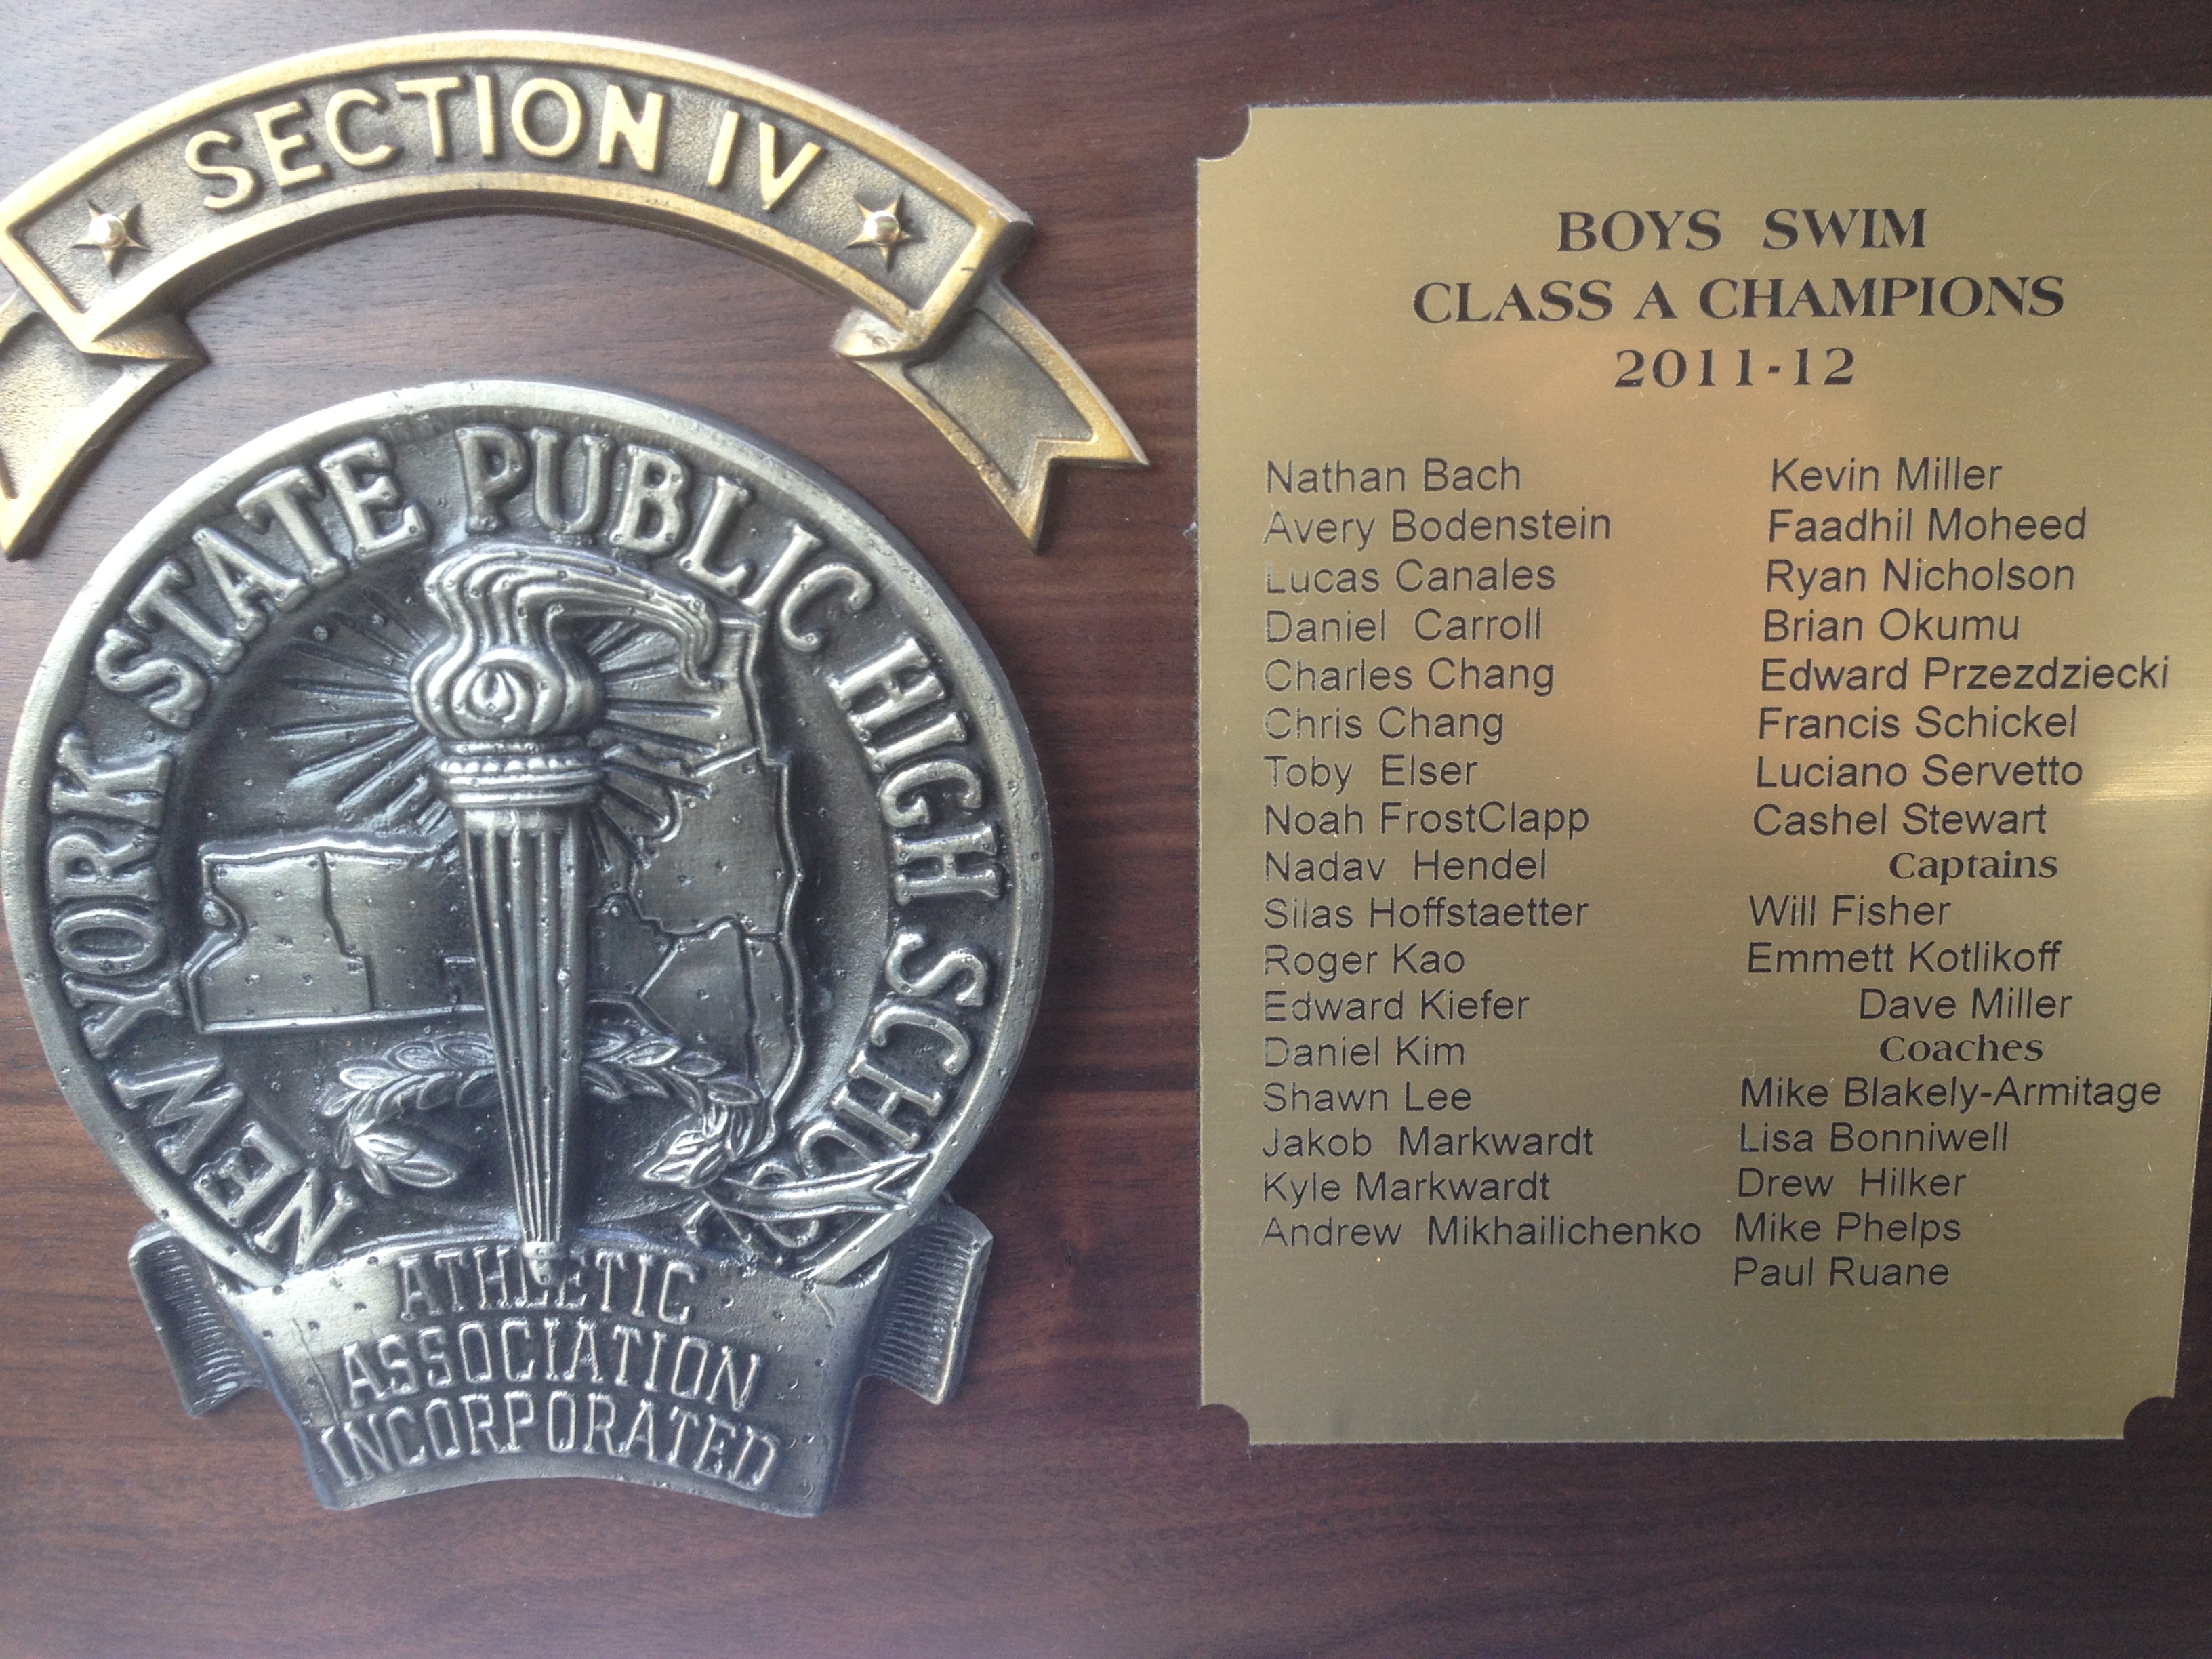 SECTION IV
NEW YORK STATE PUBLIC HIGH SCHOOL
ATHLETIC
ASSOCIATION
INCORPORATED
BOYS SWIM
CLASS A CHAMPIONS
2011-12
Nathan Bach
Avery Bodenstein
Lucas Canales
Daniel Carroll
Charles Chang
Chris Chang
Toby Elser
Noah FrostClapp
Nadav Hendel
Silas Hoffstaetter
Roger Kao
Edward Kiefer
Daniel Kim
Shawn Lee
Jakob Markwardt
Kyle Markwardt
Andrew Mikhailichenko
Kevin Miller
Faadhil Moheed
Ryan Nicholson
Brian Okumu
Edward Przezdziecki
Francis Schickel
Luciano Servetto
Cashel Stewart
Captains
Will Fisher
Emmett Kotlikoff
Dave Miller
Coaches
Mike Blakely-Armitage
Lisa Bonniwell
Drew Hilker
Mike Phelps
Paul Ruane